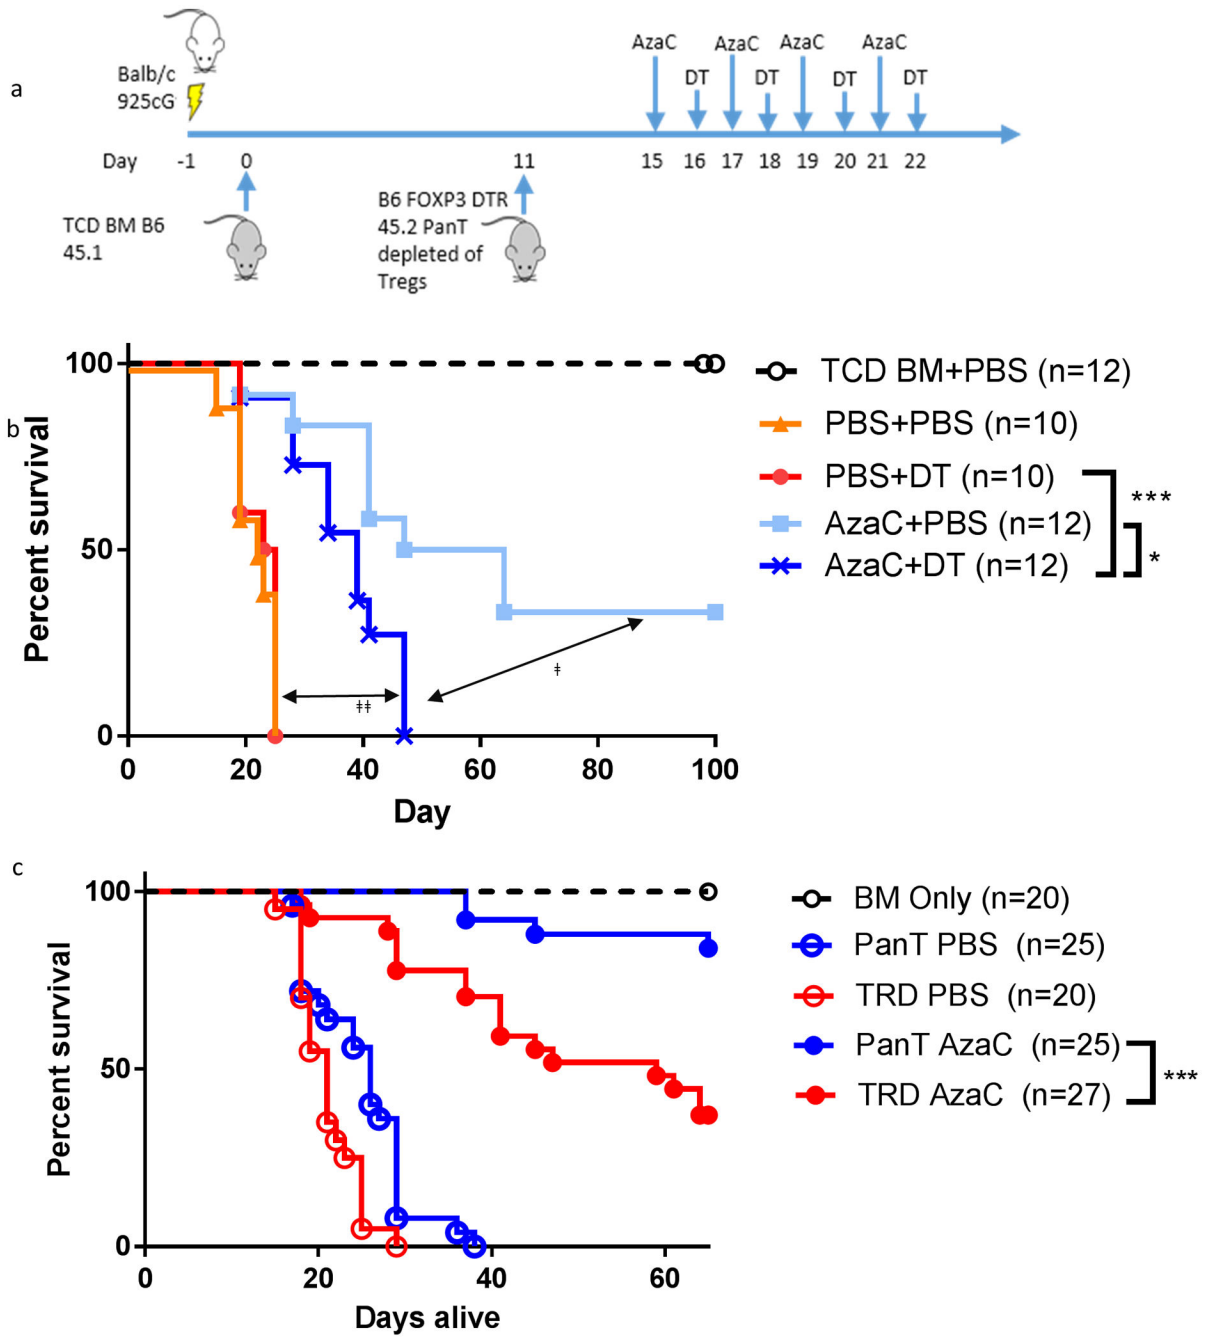 a
Balb/c
925cG
AzaC AzaC AzaC AzaC
DT DT DT DT
Day -1 0 11 15 16 17 18 19 20 21 22
TCD BM B6
45.1
B6 FOXP3 DTR
45.2 PanT
depleted of
Tregs
b
Percent survival
100
50
0
0 20 40 60 80 100
Day
TCD BM+PBS (n=12)
PBS+PBS (n=10)
PBS+DT (n=10)
AzaC+PBS (n=12)
AzaC+DT (n=12)
***
*
ǂ
ǂǂ
c
Percent survival
100
50
0
0 20 40 60
Days alive
BM Only (n=20)
PanT PBS (n=25)
TRD PBS (n=20)
PanT AzaC (n=25)
TRD AzaC (n=27)
***